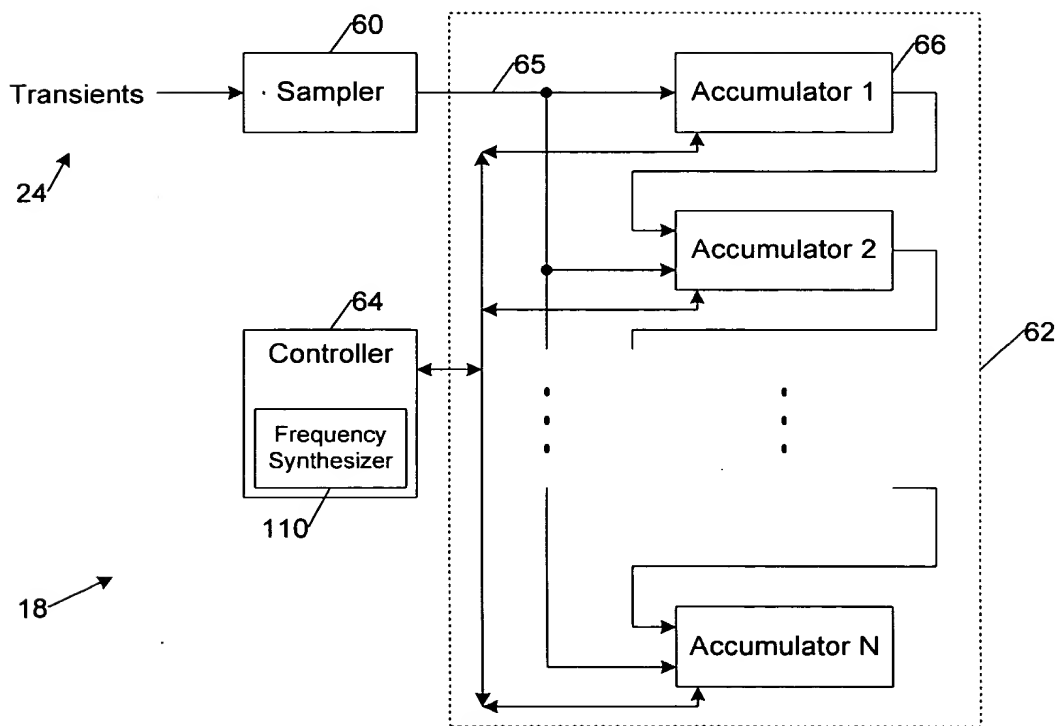 60
66
65
Transients
Sampler
Accumulator 1
24
Accumulator 2
64
62
Controller
Frequency
Synthesizer
110
18
Accumulator N